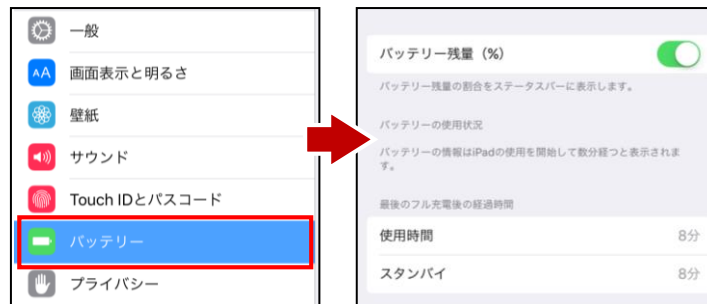 一般
画面表示と明るさ
壁紙
サウンド
Touch IDとパスコード
バッテリー
プライバシー
バッテリー残量（%）
バッテリー残量の割合をステータスバーに表示します。
バッテリーの使用状況
バッテリーの情報はiPadの使用を開始して数分経つと表示されま
す。
最後のフル充電後の経過時間
使用時間 8分
スタンバイ 8分